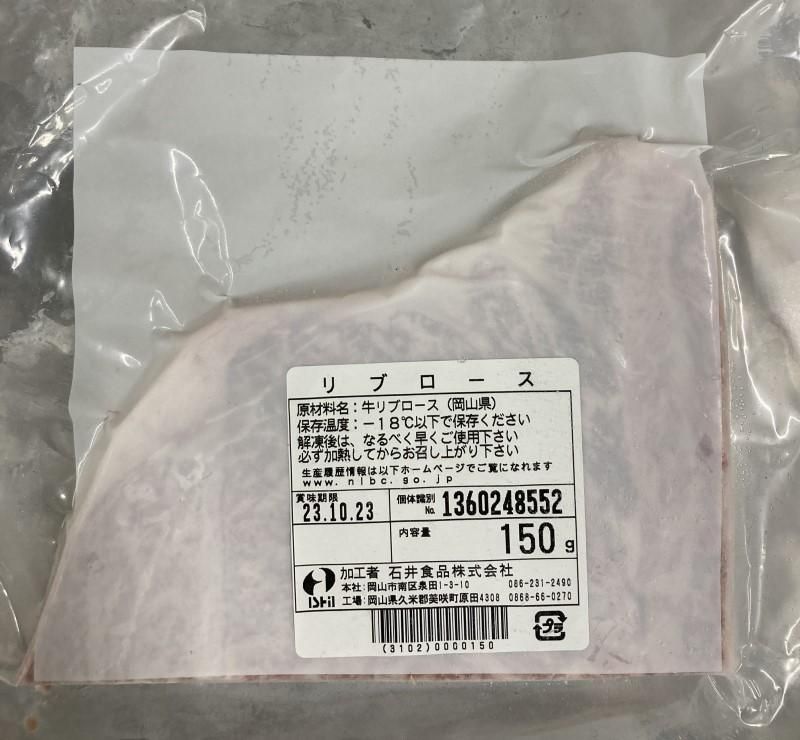 リブロース
原材料名：牛リブロース（岡山県）
保存温度：－１８℃以下で保存ください
解凍後は、なるべく早くご使用下さい
必ず加熱してからお召し上がり下さい
生産履歴情報は以下ホームページでご覧になれます
ｗｗｗ．ｎｌｂｃ．ｇｏ．ｊｐ
賞味期限
23.10.23
個体識別No. 1360248552
内容量 150g
ISHII 加工者 石井食品株式会社
本社：岡山市南区泉田1-3-10 086-231-2490
工場：岡山県久米郡美咲町原田4308 0868-66-0270
(3102)0000150
プラ